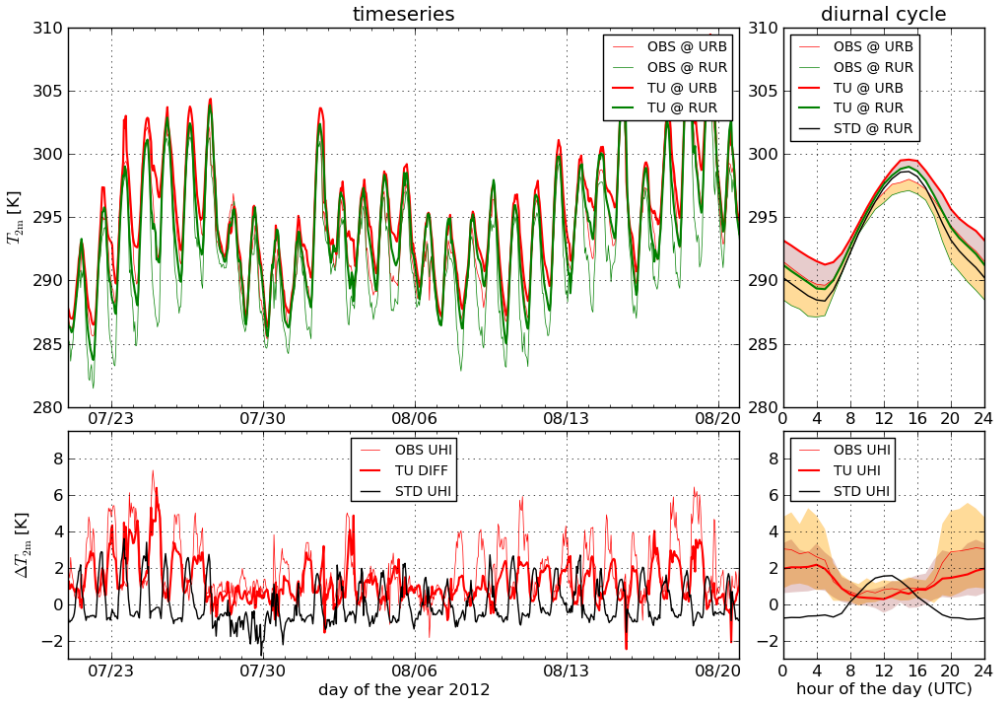 timeseries
310
305
300
295
290
285
280
T2m [K]
OBS @ URB
OBS @ RUR
TU @ URB
TU @ RUR
07/23
07/30
08/06
08/13
08/20
diurnal cycle
310
305
300
295
290
285
280
OBS @ URB
OBS @ RUR
TU @ URB
TU @ RUR
STD @ RUR
0
4
8
12
16
20
24
8
6
4
2
0
−2
ΔT2m [K]
OBS UHI
TU DIFF
STD UHI
07/23
07/30
08/06
08/13
08/20
day of the year 2012
8
6
4
2
0
−2
OBS UHI
TU UHI
STD UHI
0
4
8
12
16
20
24
hour of the day (UTC)